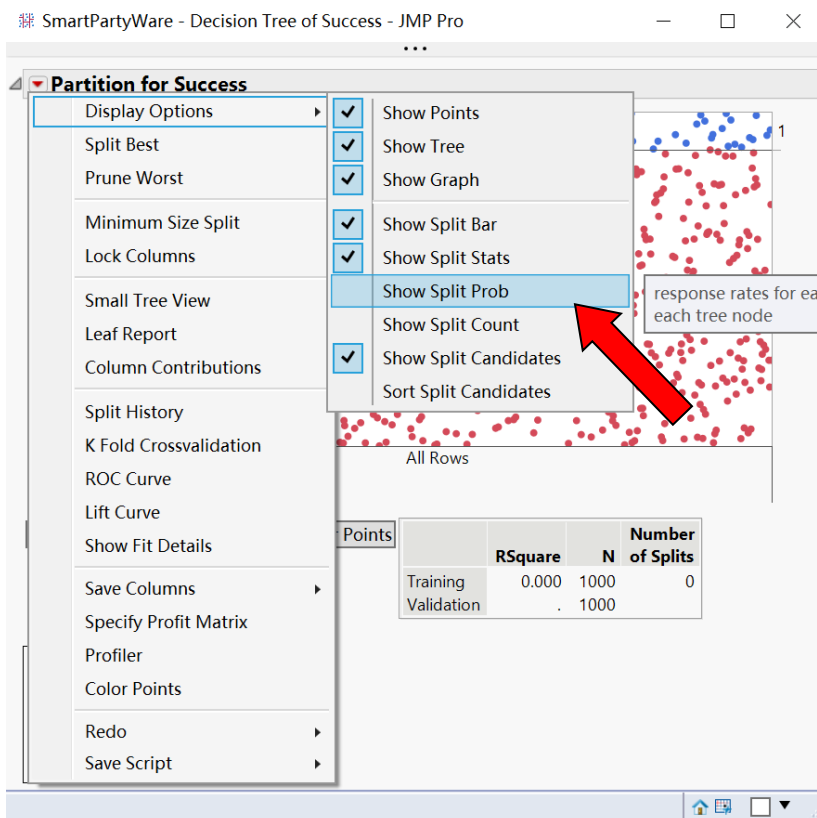 SmartPartyWare - Decision Tree of Success - JMP Pro
Partition for Success
Display Options
Split Best
Prune Worst
Minimum Size Split
Lock Columns
Small Tree View
Leaf Report
Column Contributions
Split History
K Fold Crossvalidation
ROC Curve
Lift Curve
Show Fit Details
Save Columns
Specify Profit Matrix
Profiler
Color Points
Redo
Save Script
Show Points
Show Tree
Show Graph
Show Split Bar
Show Split Stats
Show Split Prob
Show Split Count
Show Split Candidates
Sort Split Candidates
response rates for ea
each tree node
1
All Rows
Points
Number
RSquare N of Splits
Training 0.000 1000 0
Validation . 1000